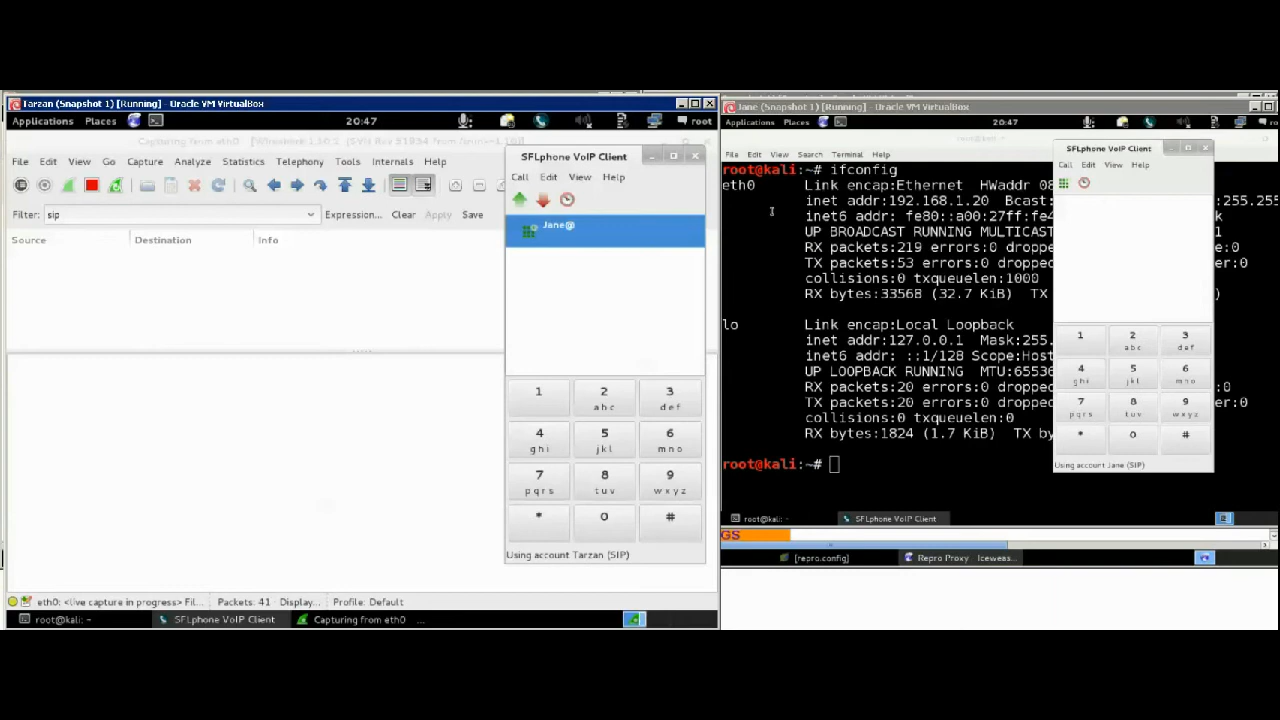 Tarzan (Snapshot 1) [Running] - Oracle VM VirtualBox
Applications Places 20:47 root
File Edit View Go Capture Analyze Statistics Telephony Tools Internals Help
Filter: sip Expression... Clear Apply Save
Source Destination Info
SFLphone VoIP Client
Call Edit View Help
Jane@
1 2 3
abc def
4 5 6
ghi jkl mno
7 8 9
pqrs tuv wxyz
* 0 #
Using account Tarzan (SIP)
eth0: <live capture in progress> Fil... Packets: 41 Display... Profile: Default
root@kali: ~ SFLphone VoIP Client Capturing from eth0 ...
Jane (Snapshot 1) [Running] - Oracle VM VirtualBox
Applications Places 20:47
File Edit View Search Terminal Help
root@kali:~# ifconfig
eth0 Link encap:Ethernet HWaddr 08
inet addr:192.168.1.20 Bcast: 255.255
inet6 addr: fe80::a00:27ff:fe4 k
UP BROADCAST RUNNING MULTICAST 1
RX packets:219 errors:0 dropped :0
TX packets:53 errors:0 dropped er:0
collisions:0 txqueuelen:1000
RX bytes:33568 (32.7 KiB) TX )
lo Link encap:Local Loopback
inet addr:127.0.0.1 Mask:255.
inet6 addr: ::1/128 Scope:Host
UP LOOPBACK RUNNING MTU:65536
RX packets:20 errors:0 dropped :0
TX packets:20 errors:0 dropped er:0
collisions:0 txqueuelen:0
RX bytes:1824 (1.7 KiB) TX by
root@kali:~#
SFLphone VoIP Client
Call Edit View Help
1 2 3
abc def
4 5 6
ghi jkl mno
7 8 9
pqrs tuv wxyz
* 0 #
Using account Jane (SIP)
root@kali: ~ SFLphone VoIP Client
GS
[repro.config] Repro Proxy Iceweas...